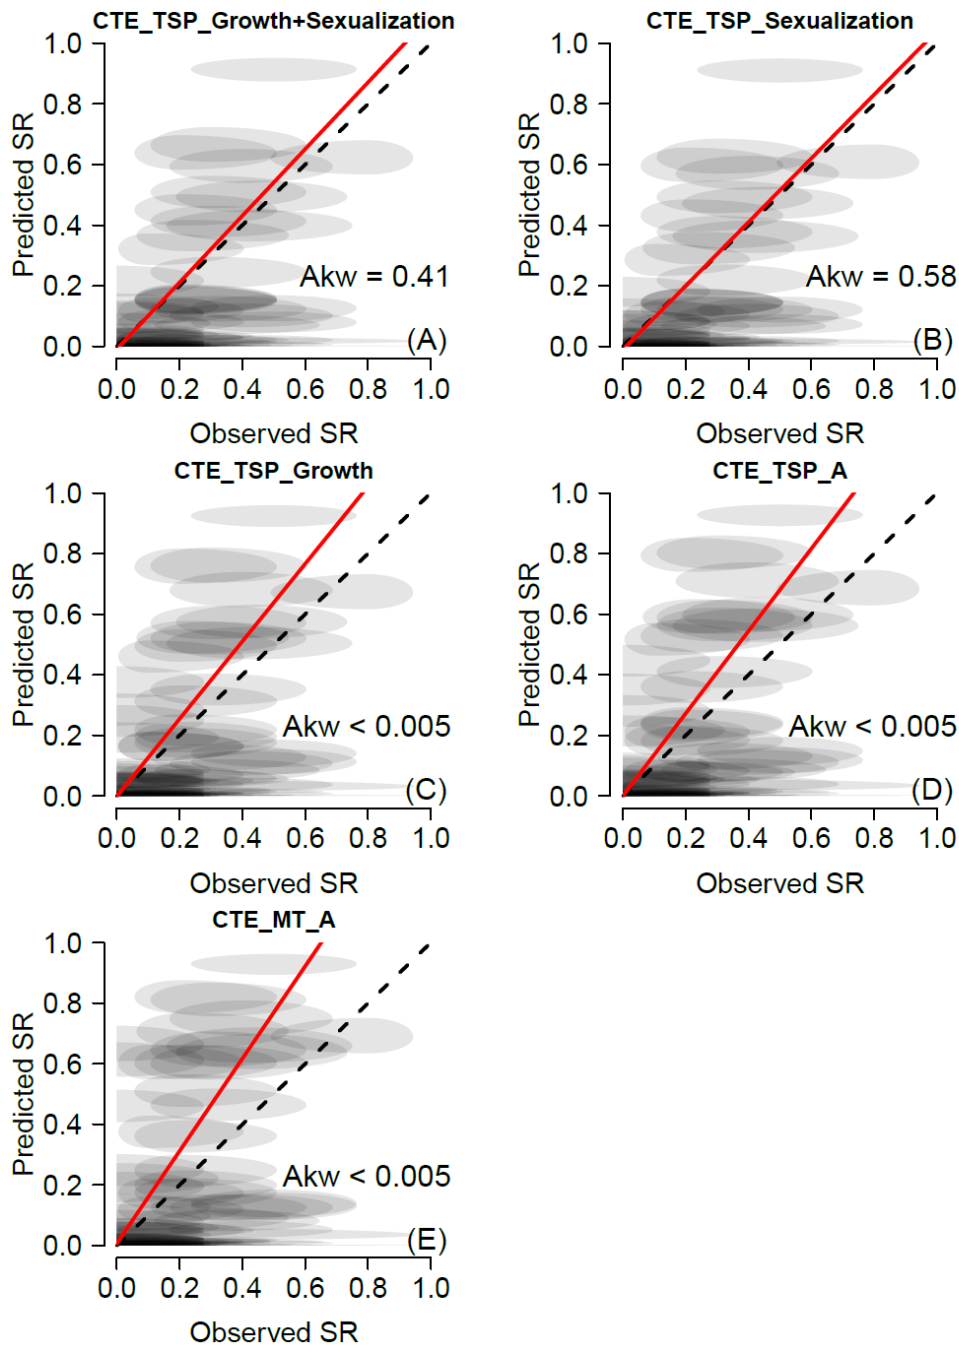 CTE_TSP_Growth+Sexualization
1.0
0.8
0.6
0.4
0.2
0.0
Predicted SR
Akw = 0.41
(A)
0.0 0.2 0.4 0.6 0.8 1.0
Observed SR
CTE_TSP_Sexualization
1.0
0.8
0.6
0.4
0.2
0.0
Predicted SR
Akw = 0.58
(B)
0.0 0.2 0.4 0.6 0.8 1.0
Observed SR
CTE_TSP_Growth
1.0
0.8
0.6
0.4
0.2
0.0
Predicted SR
Akw < 0.005
(C)
0.0 0.2 0.4 0.6 0.8 1.0
Observed SR
CTE_TSP_A
1.0
0.8
0.6
0.4
0.2
0.0
Predicted SR
Akw < 0.005
(D)
0.0 0.2 0.4 0.6 0.8 1.0
Observed SR
CTE_MT_A
1.0
0.8
0.6
0.4
0.2
0.0
Predicted SR
Akw < 0.005
(E)
0.0 0.2 0.4 0.6 0.8 1.0
Observed SR